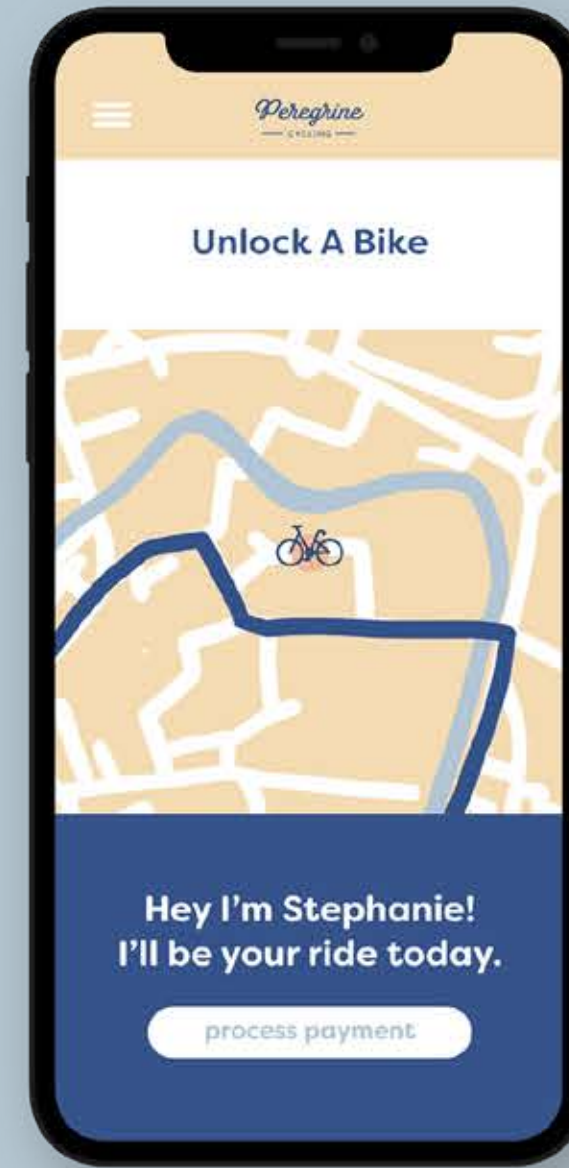 Peregrine
CYCLING
Unlock A Bike
Hey I'm Stephanie!
I'll be your ride today.
process payment